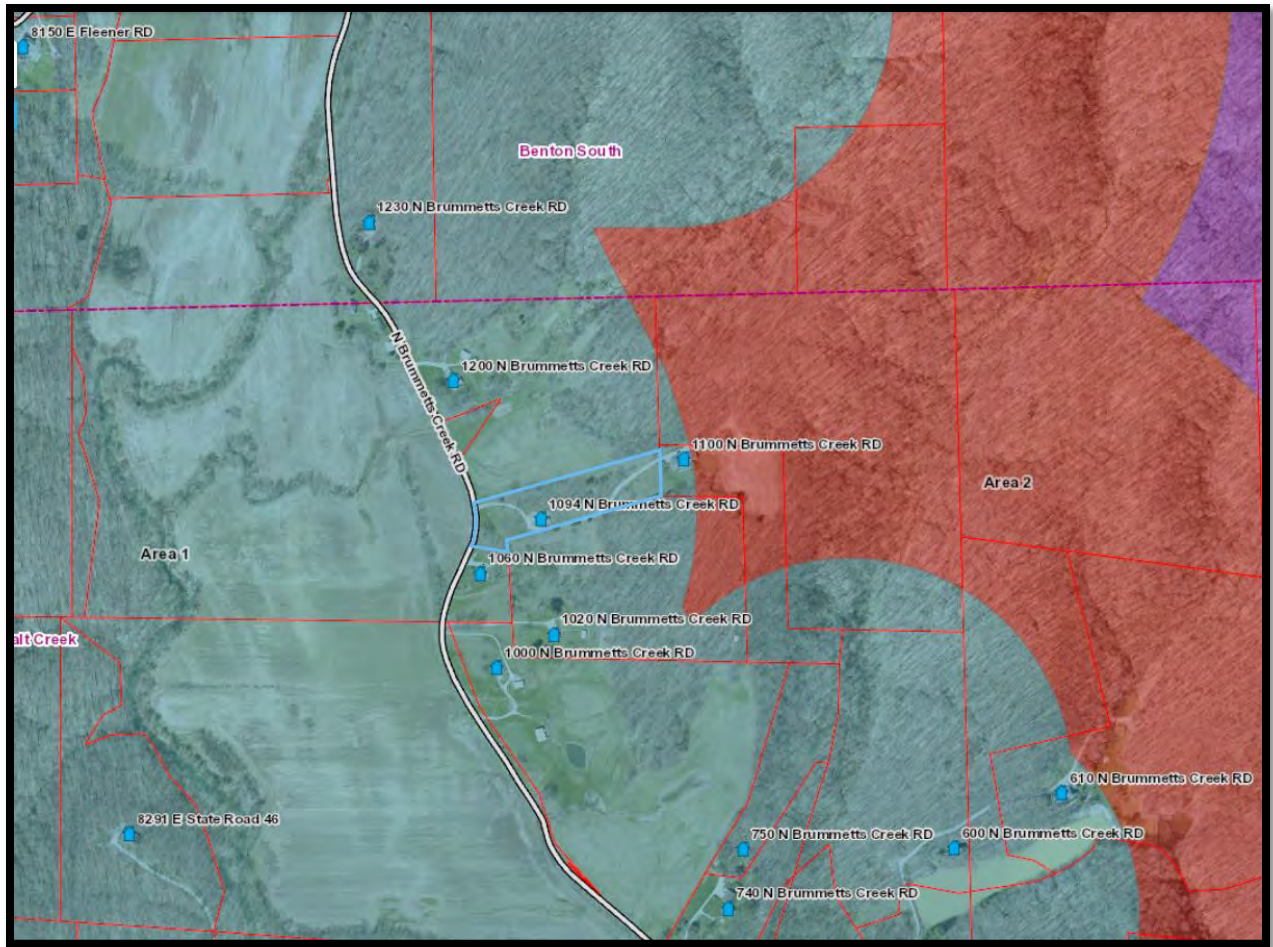 8150 E Fleener RD
Benton South
1230 N Brummetts Creek RD
N Brummetts Creek RD
1200 N Brummetts Creek RD
1100 N Brummetts Creek RD
Area 2
1094 N Brummetts Creek RD
Area 1
1060 N Brummetts Creek RD
1020 N Brummetts Creek RD
alt Creek
1000 N Brummetts Creek RD
610 N Brummetts Creek RD
8291 E State Road 46
750 N Brummetts Creek RD
600 N Brummetts Creek RD
740 N Brummetts Creek RD